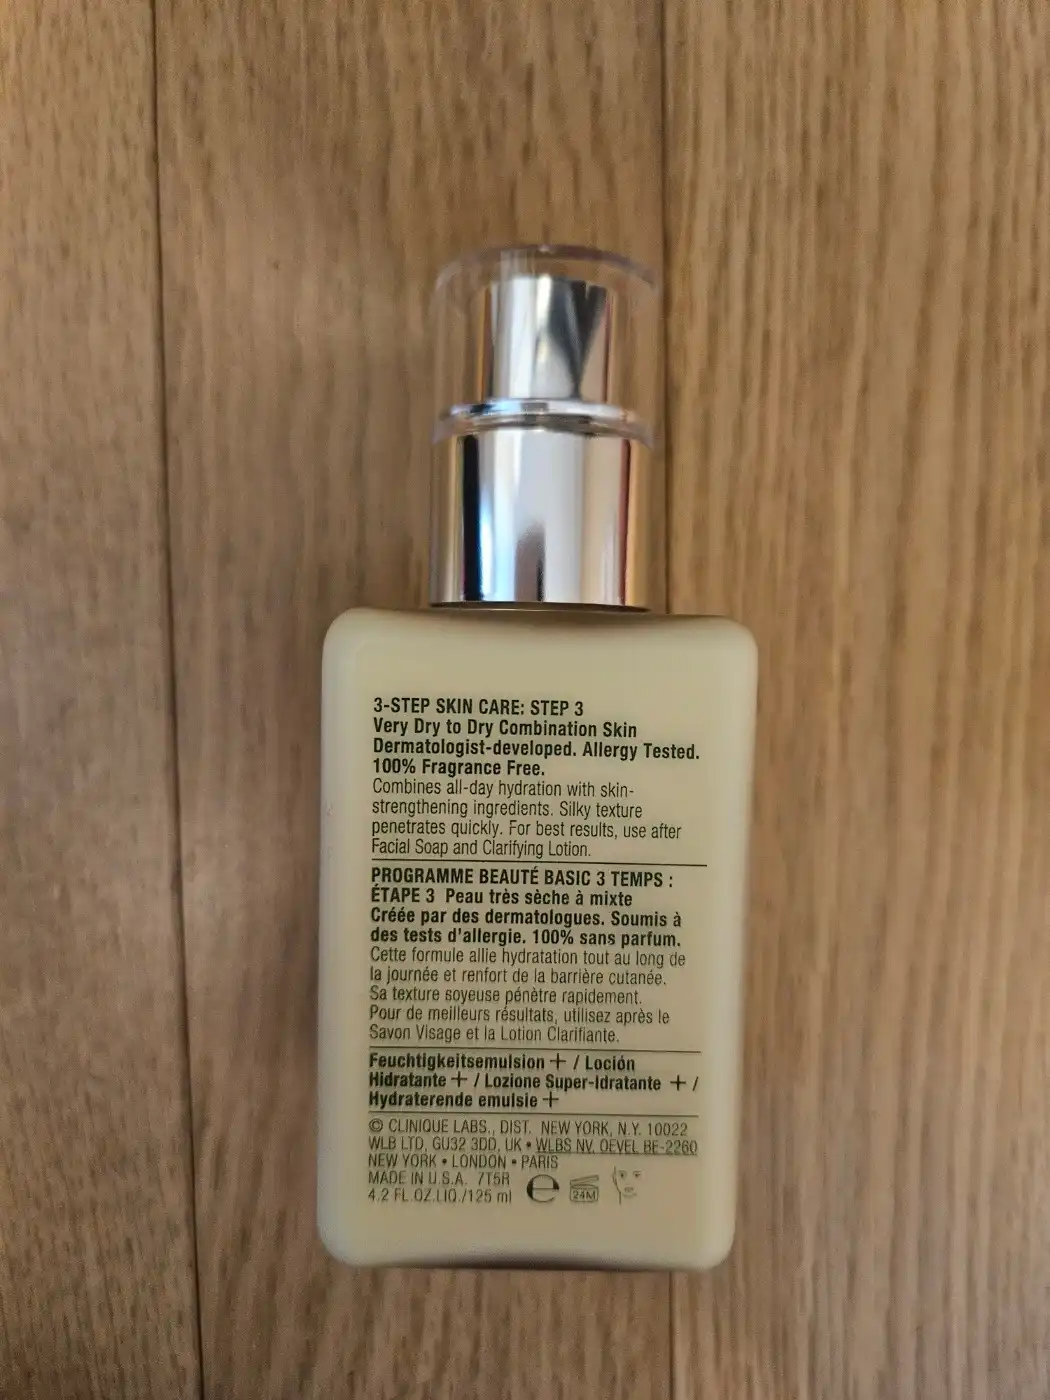 3-STEP SKIN CARE: STEP 3
Very Dry to Dry Combination Skin
Dermatologist-developed. Allergy Tested.
100% Fragrance Free.
Combines all-day hydration with skin-
strengthening ingredients. Silky texture
penetrates quickly. For best results, use after
Facial Soap and Clarifying Lotion.
PROGRAMME BEAUTÉ BASIC 3 TEMPS :
ÉTAPE 3 Peau très sèche à mixte
Créée par des dermatologues. Soumis à
des tests d'allergie. 100% sans parfum.
Cette formule allie hydratation tout au long de
la journée et renfort de la barrière cutanée.
Sa texture soyeuse pénètre rapidement.
Pour de meilleurs résultats, utilisez après le
Savon Visage et la Lotion Clarifiante.
Feuchtigkeitsemulsion + / Loción
Hidratante + / Lozione Super-Idratante + /
Hydraterende emulsie +
© CLINIQUE LABS., DIST. NEW YORK, N.Y. 10022
WLB LTD, GU32 3DD, UK • WLBS NV, OEVEL BE-2260
NEW YORK • LONDON • PARIS
MADE IN U.S.A. 7T5R
4.2 FL.OZ.LIQ./125 ml e 24M